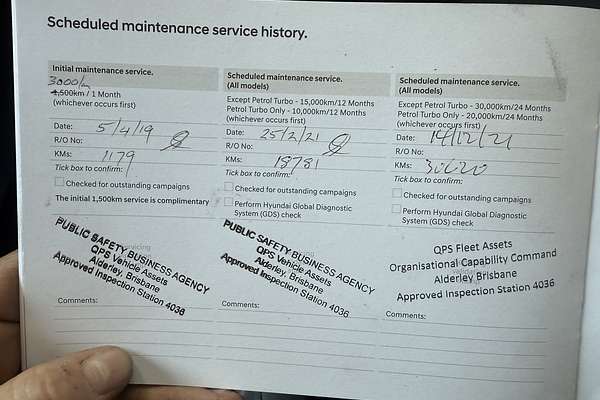 Scheduled maintenance service history.
Initial maintenance service.
3000km
1,500km / 1 Month
(whichever occurs first)
Date: 5/4/19
R/O No:
KMs: 1179
Tick box to confirm:
Checked for outstanding campaigns
The initial 1,500km service is complimentary
PUBLIC SAFETY BUSINESS AGENCY
QPS Vehicle Assets
Alderley, Brisbane
Approved Inspection Station 4036
Comments:
Scheduled maintenance service.
(All models)
Except Petrol Turbo - 15,000km/12 Months
Petrol Turbo Only - 10,000km/12 Months
(whichever occurs first)
Date: 25/2/21
R/O No:
KMs: 18781
Tick box to confirm:
Checked for outstanding campaigns
Perform Hyundai Global Diagnostic
System (GDS) check
PUBLIC SAFETY BUSINESS AGENCY
QPS Vehicle Assets
Alderley, Brisbane
Approved Inspection Station 4036
Comments:
Scheduled maintenance service.
(All models)
Except Petrol Turbo - 30,000km/24 Months
Petrol Turbo Only - 20,000km/24 Months
(whichever occurs first)
Date: 14/12/21
R/O No:
KMs: 30620
Tick box to confirm:
Checked for outstanding campaigns
Perform Hyundai Global Diagnostic
System (GDS) check
QPS Fleet Assets
Organisational Capability Command
Alderley Brisbane
Approved Inspection Station 4036
Comments: